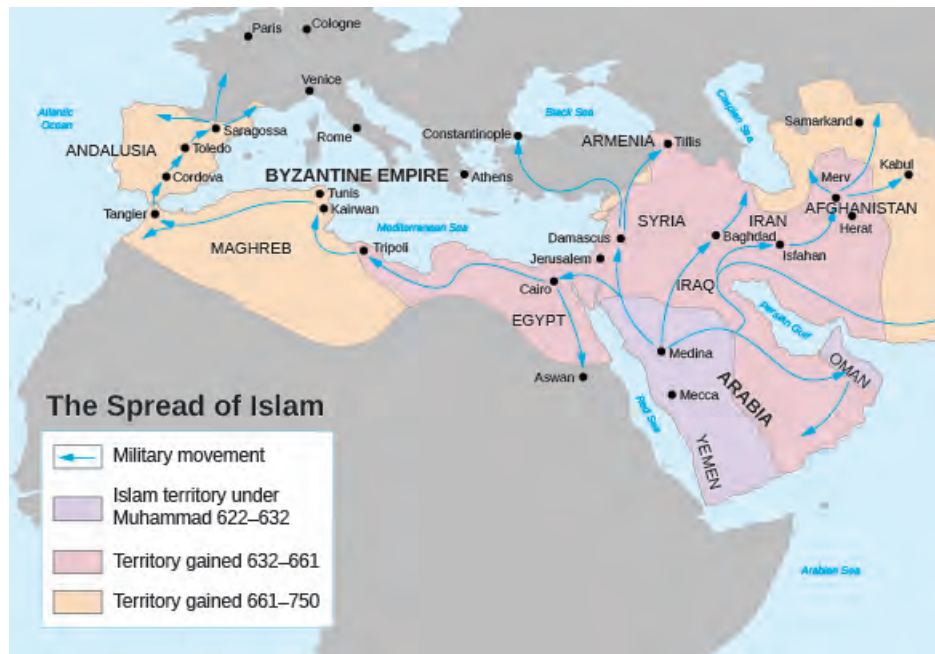 Paris
Cologne
Venice
Atlantic
Ocean
Black Sea
Caspian Sea
Saragossa
Rome
Constantinople
ARMENIA
Tillis
Samarkand
ANDALUSIA
Toledo
Kabul
Cordova
BYZANTINE EMPIRE
Athens
Merv
Tunis
AFGHANISTAN
Tangler
Kairwan
SYRIA
IRAN
Herat
Mediterranean Sea
Damascus
Baghdad
MAGHREB
Tripoli
Isfahan
Jerusalem
Cairo
IRAQ
EGYPT
Persian Gulf
Medina
OMAN
Aswan
ARABIA
Mecca
Red Sea
YEMEN
Arabian Sea
The Spread of Islam
Military movement
Islam territory under
Muhammad 622–632
Territory gained 632–661
Territory gained 661–750